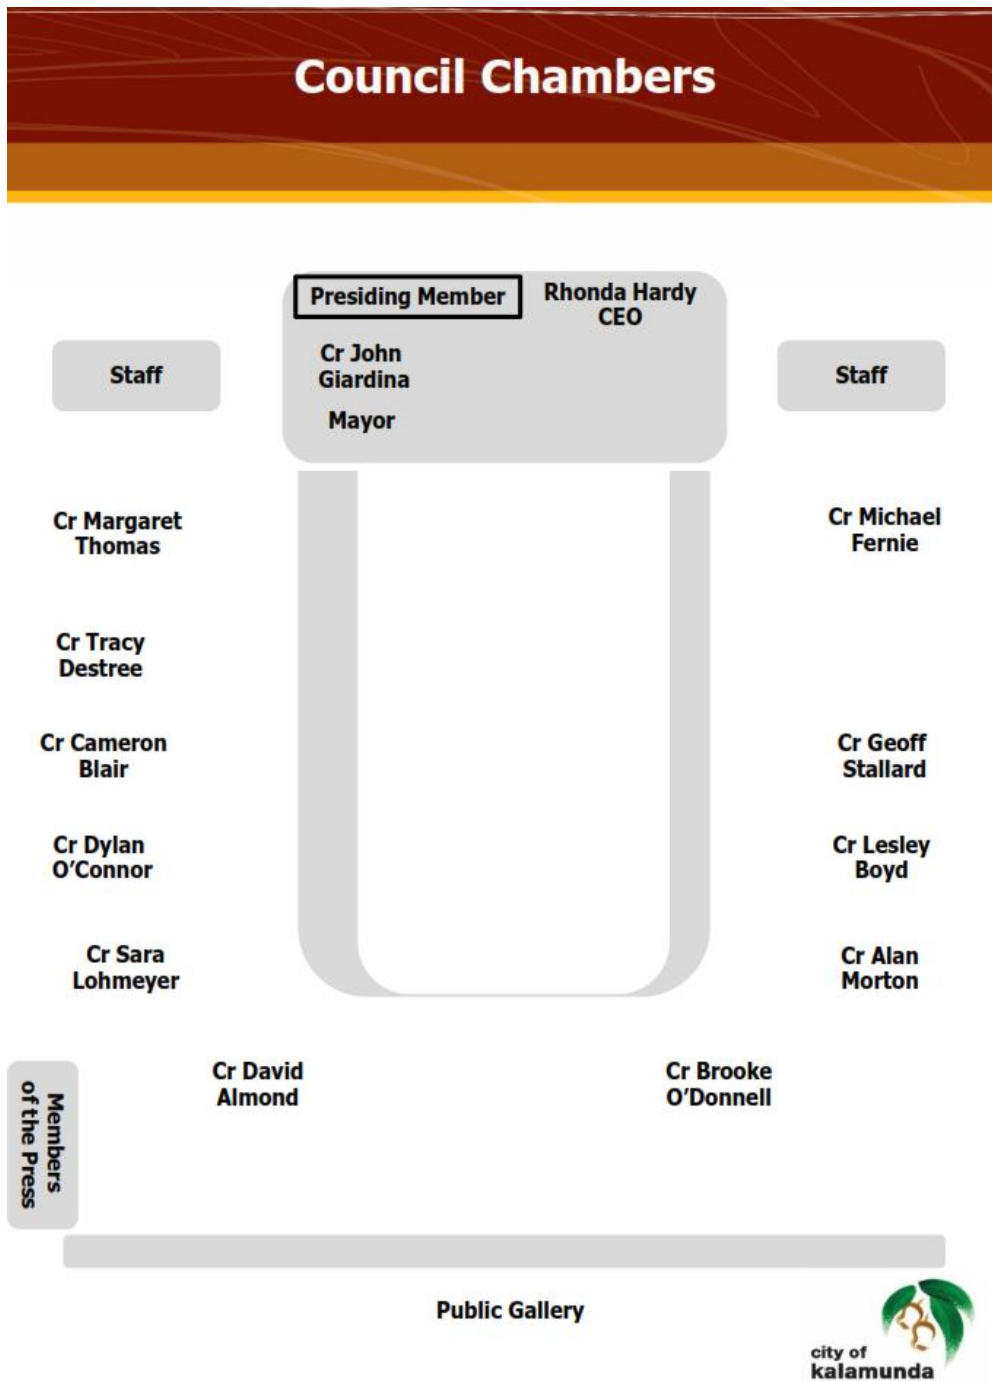 Council Chambers
Presiding Member
Rhonda Hardy
CEO
Cr John
Giardina
Mayor
Staff
Staff
Cr Margaret
Thomas
Cr Michael
Fernie
Cr Tracy
Destree
Cr Cameron
Blair
Cr Geoff
Stallard
Cr Dylan
O'Connor
Cr Lesley
Boyd
Cr Sara
Lohmeyer
Cr Alan
Morton
Cr David
Almond
Cr Brooke
O'Donnell
Members
of the Press
Public Gallery
city of
kalamunda